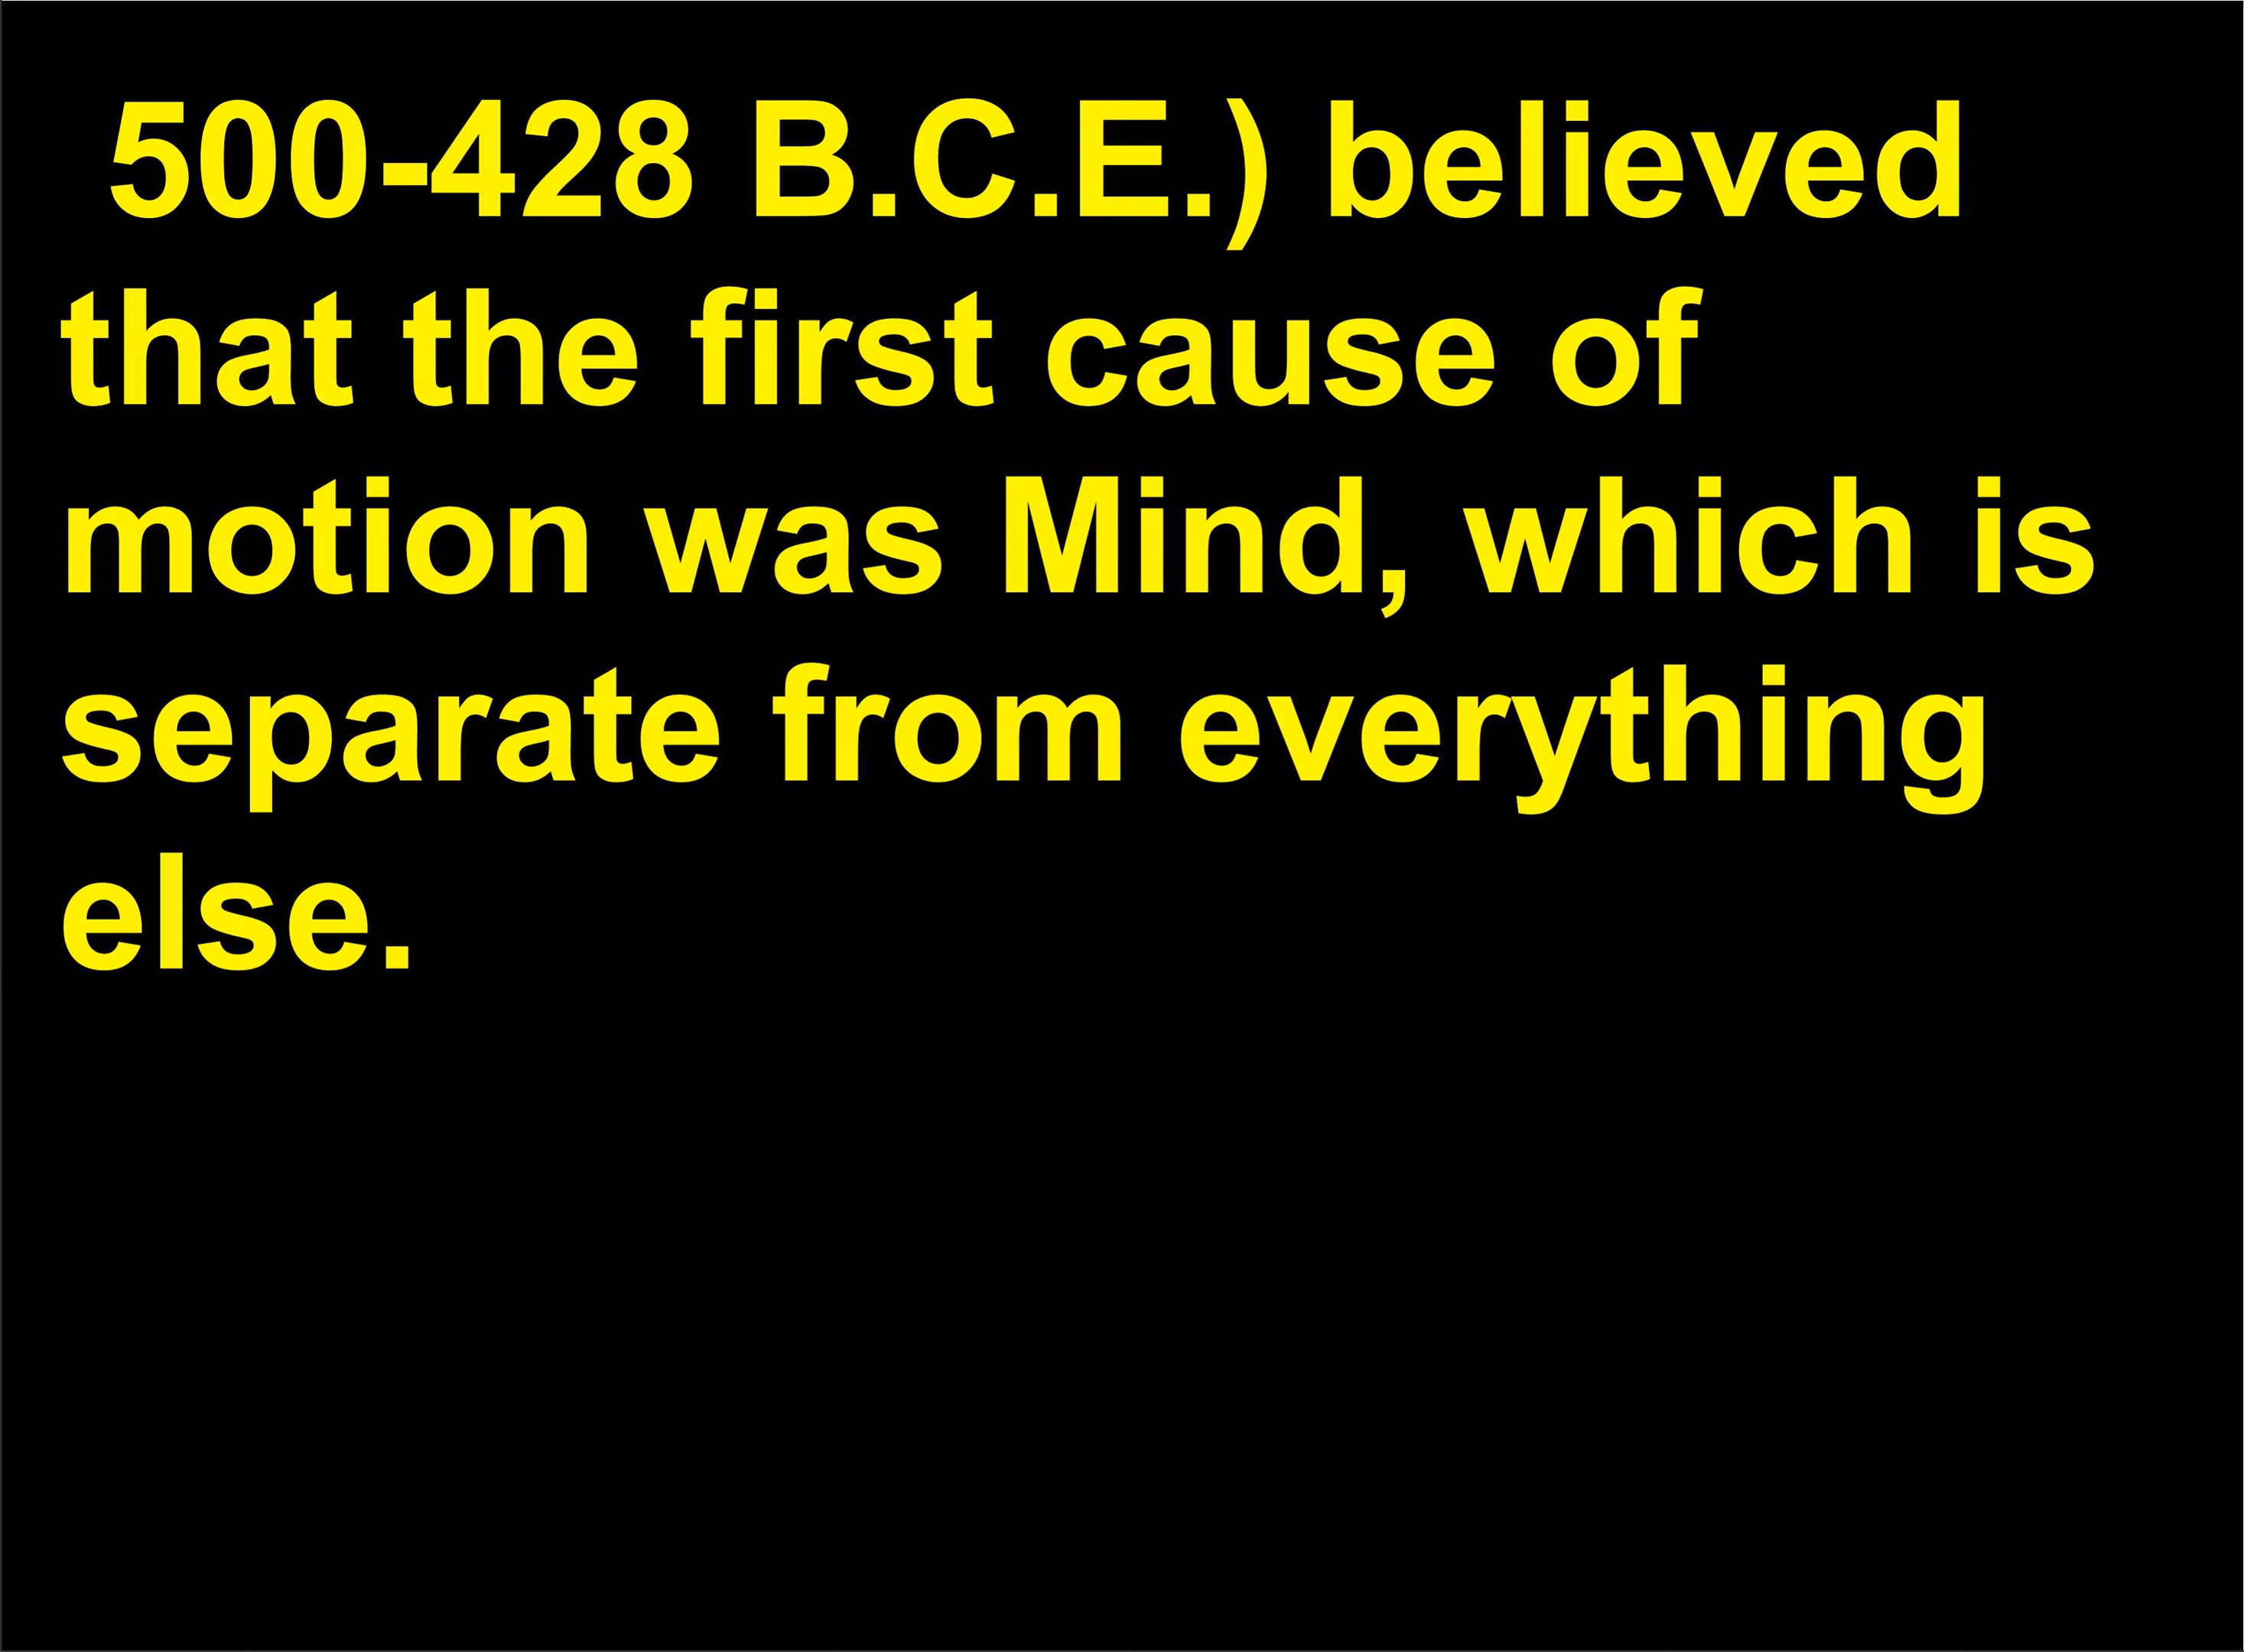 500-428 B.C.E.) believed
that the first cause of
motion was Mind, which is
separate from everything
else.